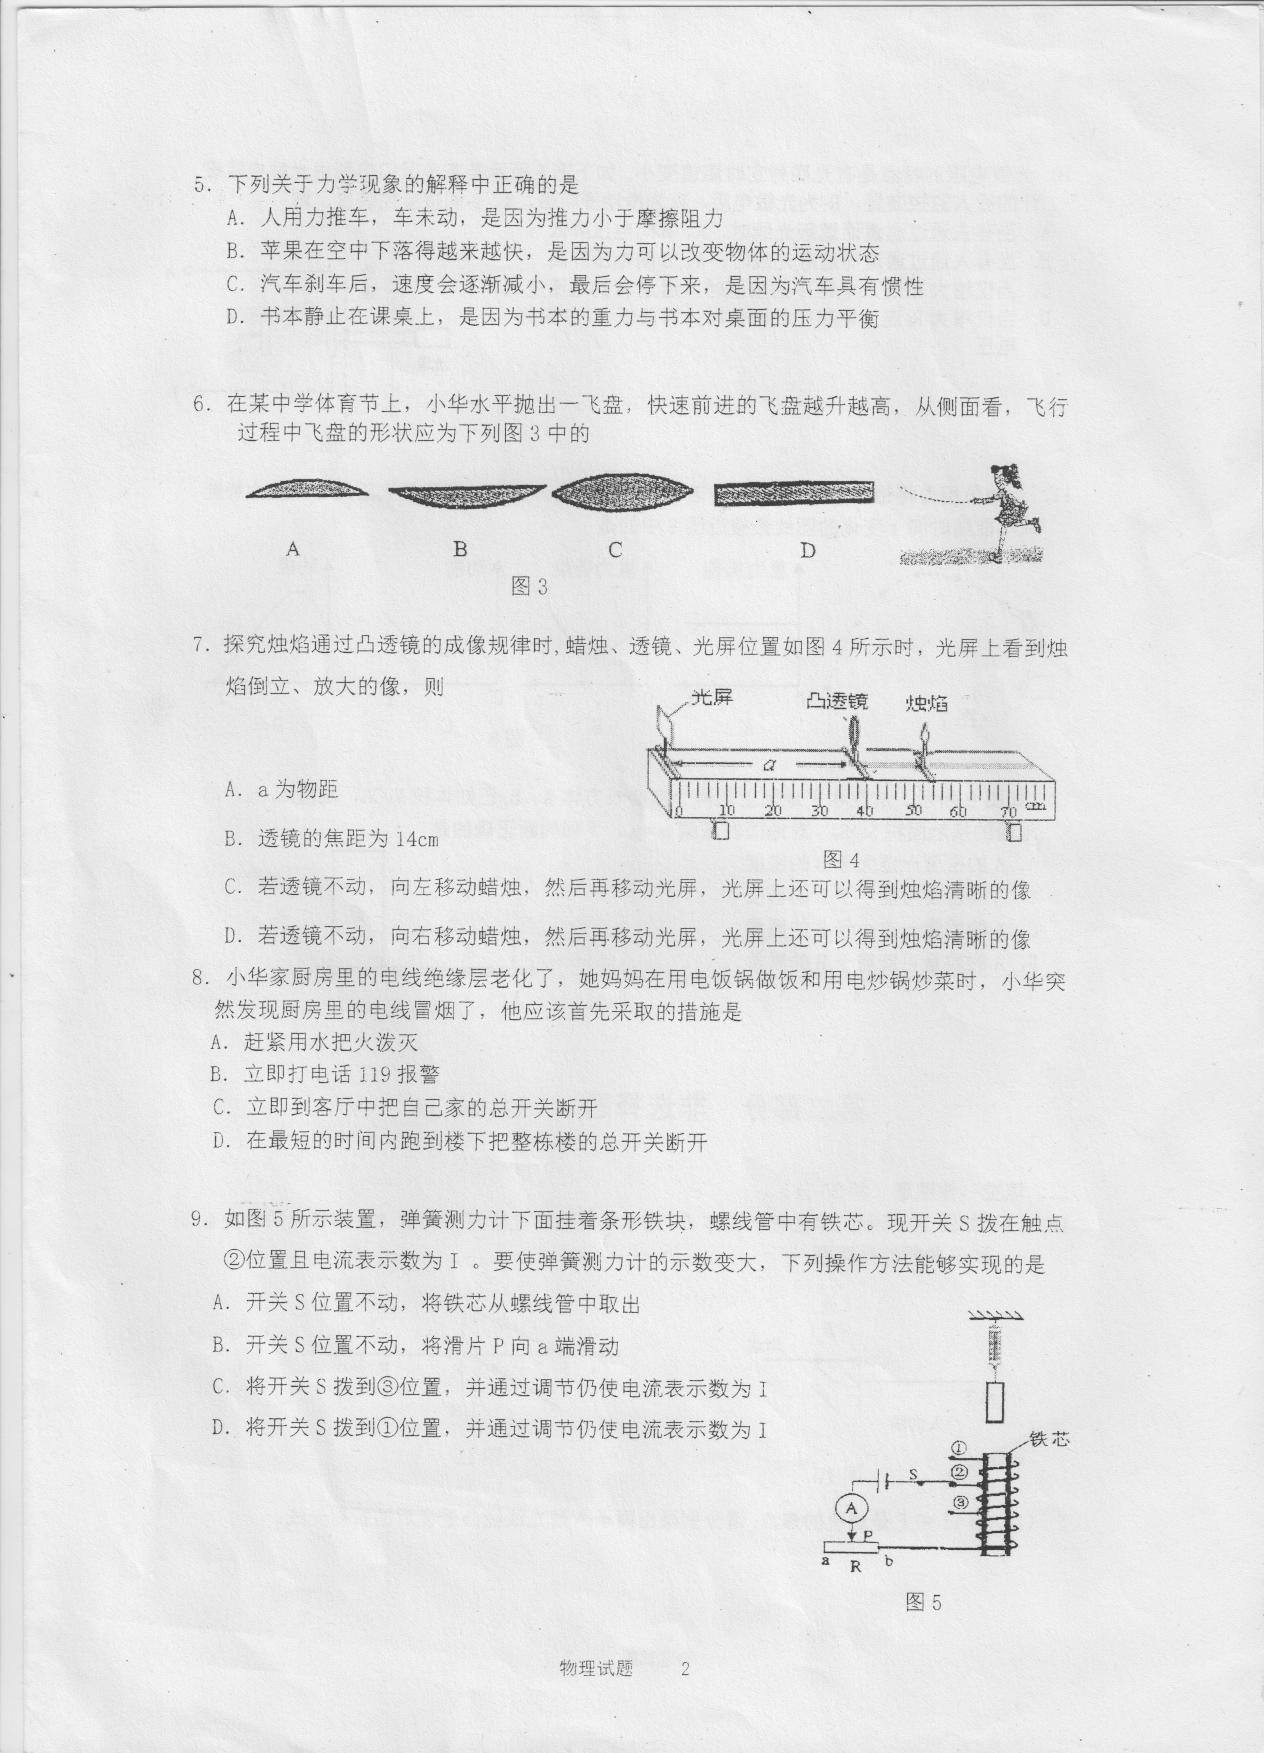 5．下列关于力学现象的解释中正确的是
A．人用力推车，车未动，是因为推力小于摩擦阻力
B．苹果在空中下落得越来越快，是因为力可以改变物体的运动状态
C．汽车刹车后，速度会逐渐减小，最后会停下来，是因为汽车具有惯性
D．书本静止在课桌上，是因为书本的重力与书本对桌面的压力平衡
6．在某中学体育节上，小华水平抛出一飞盘，快速前进的飞盘越升越高，从侧面看，飞行
过程中飞盘的形状应为下列图 3 中的
A B C D
图 3
7．探究烛焰通过凸透镜的成像规律时, 蜡烛、透镜、光屏位置如图 4 所示时，光屏上看到烛
焰倒立、放大的像，则
光屏 凸透镜 烛焰
a
0 10 20 30 40 50 60 70 cm
图 4
A．a 为物距
B．透镜的焦距为 14cm
C．若透镜不动，向左移动蜡烛，然后再移动光屏，光屏上还可以得到烛焰清晰的像
D．若透镜不动，向右移动蜡烛，然后再移动光屏，光屏上还可以得到烛焰清晰的像
8．小华家厨房里的电线绝缘层老化了，她妈妈在用电饭锅做饭和用电炒锅炒菜时，小华突
然发现厨房里的电线冒烟了，他应该首先采取的措施是
A．赶紧用水把火泼灭
B．立即打电话 119 报警
C．立即到客厅中把自己家的总开关断开
D．在最短的时间内跑到楼下把整栋楼的总开关断开
9．如图 5 所示装置，弹簧测力计下面挂着条形铁块，螺线管中有铁芯。现开关 S 拨在触点
②位置且电流表示数为 I 。要使弹簧测力计的示数变大，下列操作方法能够实现的是
A．开关 S 位置不动，将铁芯从螺线管中取出
B．开关 S 位置不动，将滑片 P 向 a 端滑动
C．将开关 S 拨到③位置，并通过调节仍使电流表示数为 I
D．将开关 S 拨到①位置，并通过调节仍使电流表示数为 I
铁芯
①
S ②
A ③
P
a R b
图 5
物理试题 2